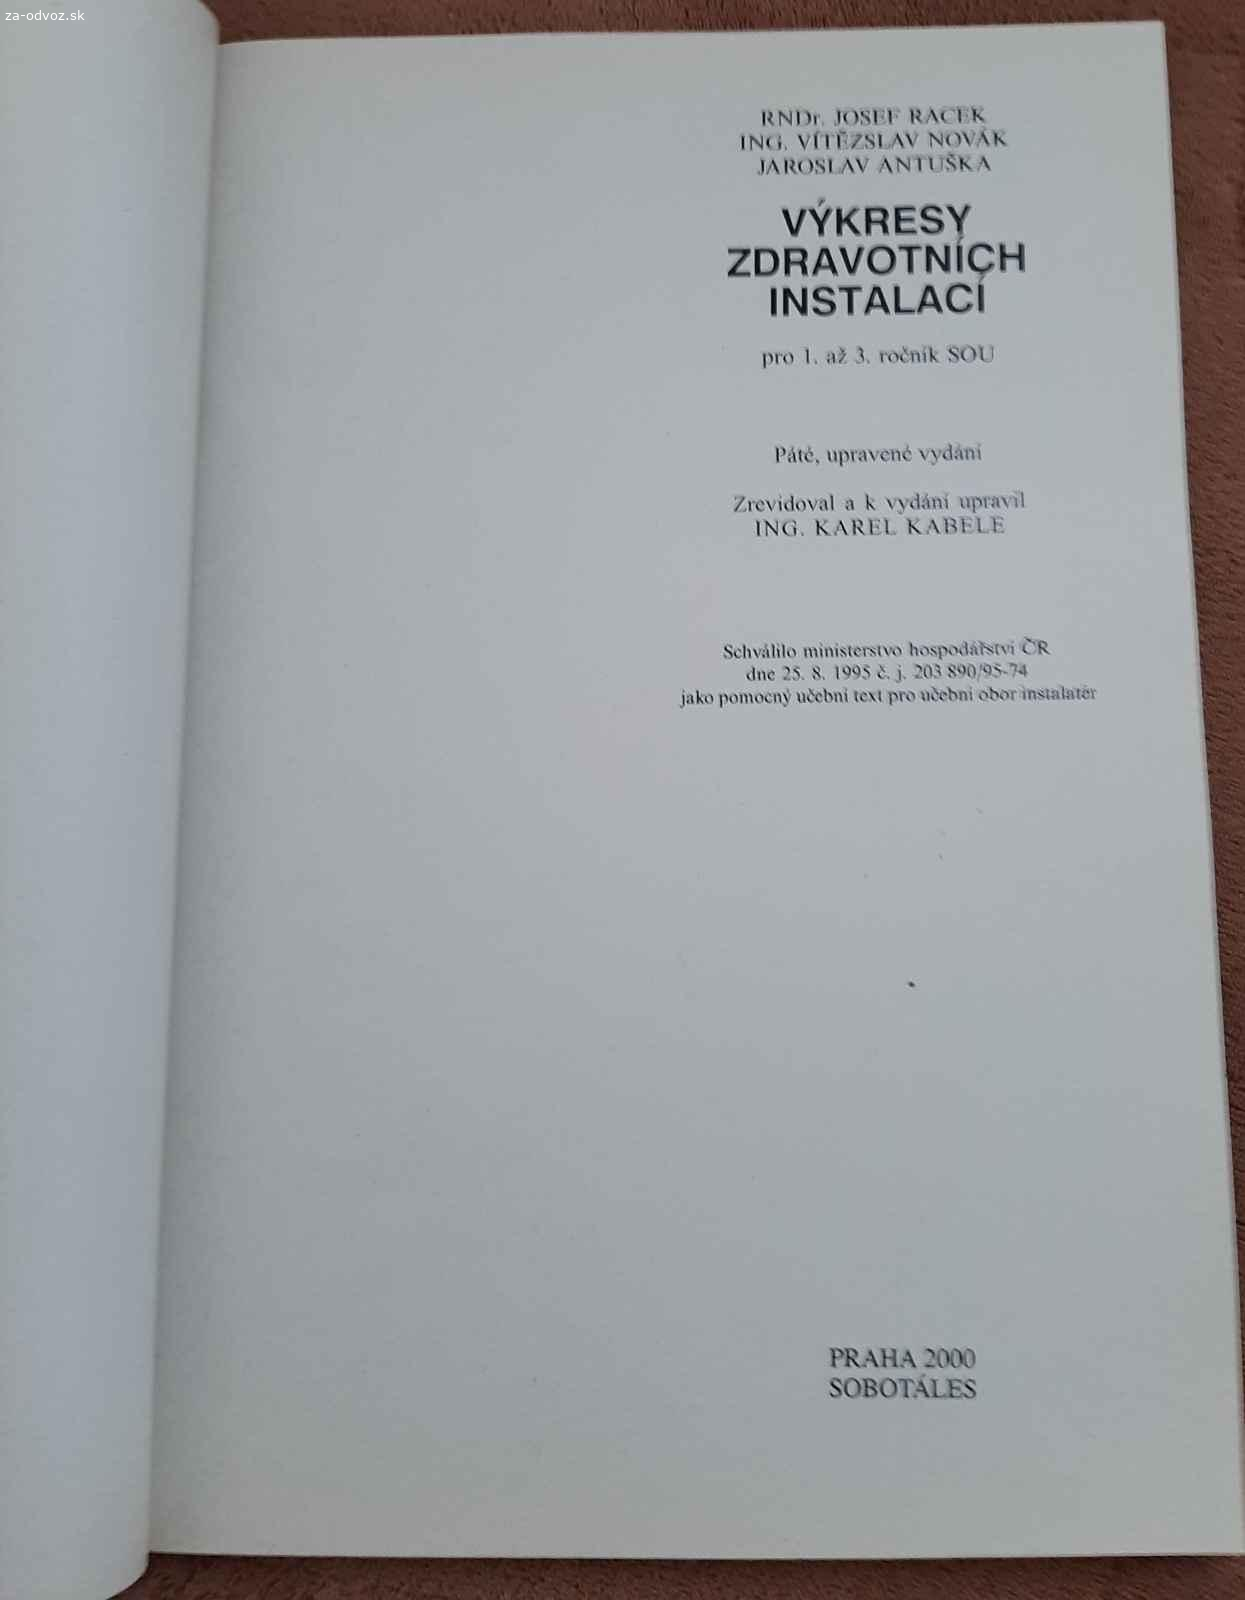 za-odvoz.sk
RNDr. JOSEF RACEK
ING. VÍTĚZSLAV NOVÁK
JAROSLAV ANTUŠKA
VÝKRESY
ZDRAVOTNÍCH
INSTALACÍ
pro 1. až 3. ročník SOU
Páté, upravené vydání
Zrevidoval a k vydání upravil
ING. KAREL KABELE
Schválilo ministerstvo hospodářství ČR
dne 25. 8. 1995 č. j. 203 890/95-74
jako pomocný učební text pro učební obor instalatér
PRAHA 2000
SOBOTÁLES